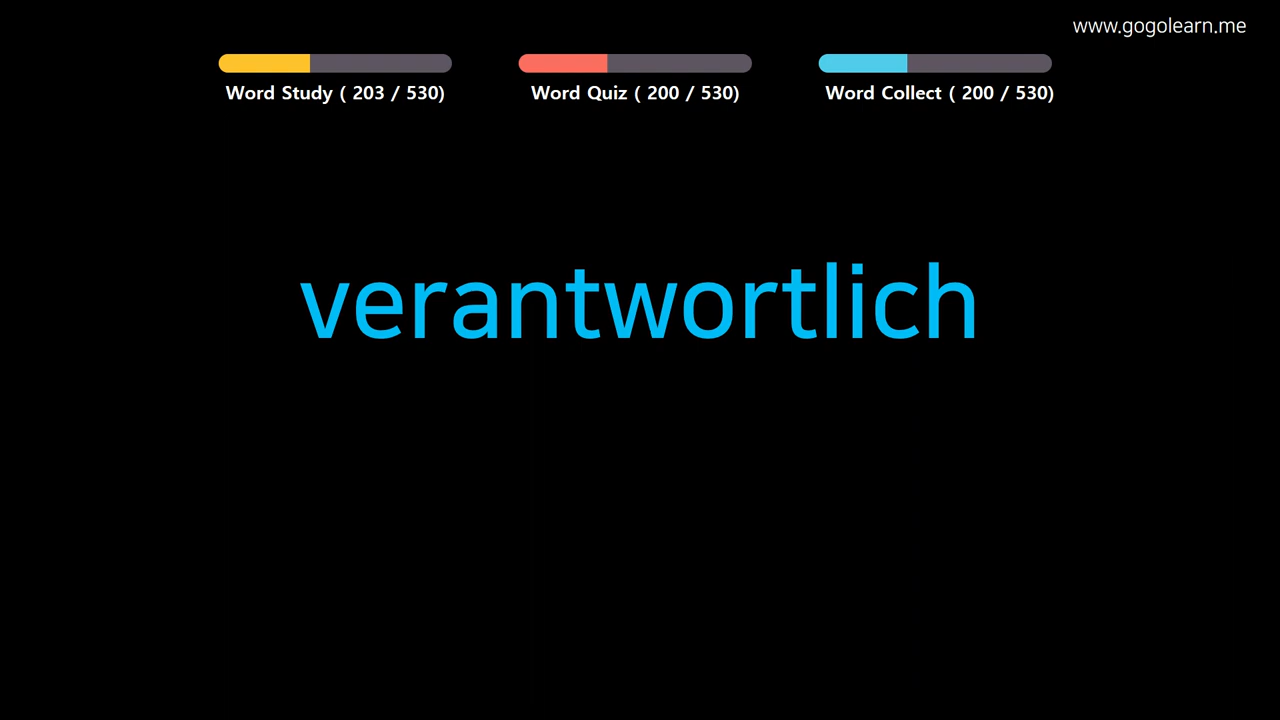 www.gogolearn.me
Word Study ( 203 / 530)
Word Quiz ( 200 / 530)
Word Collect ( 200 / 530)
verantwortlich